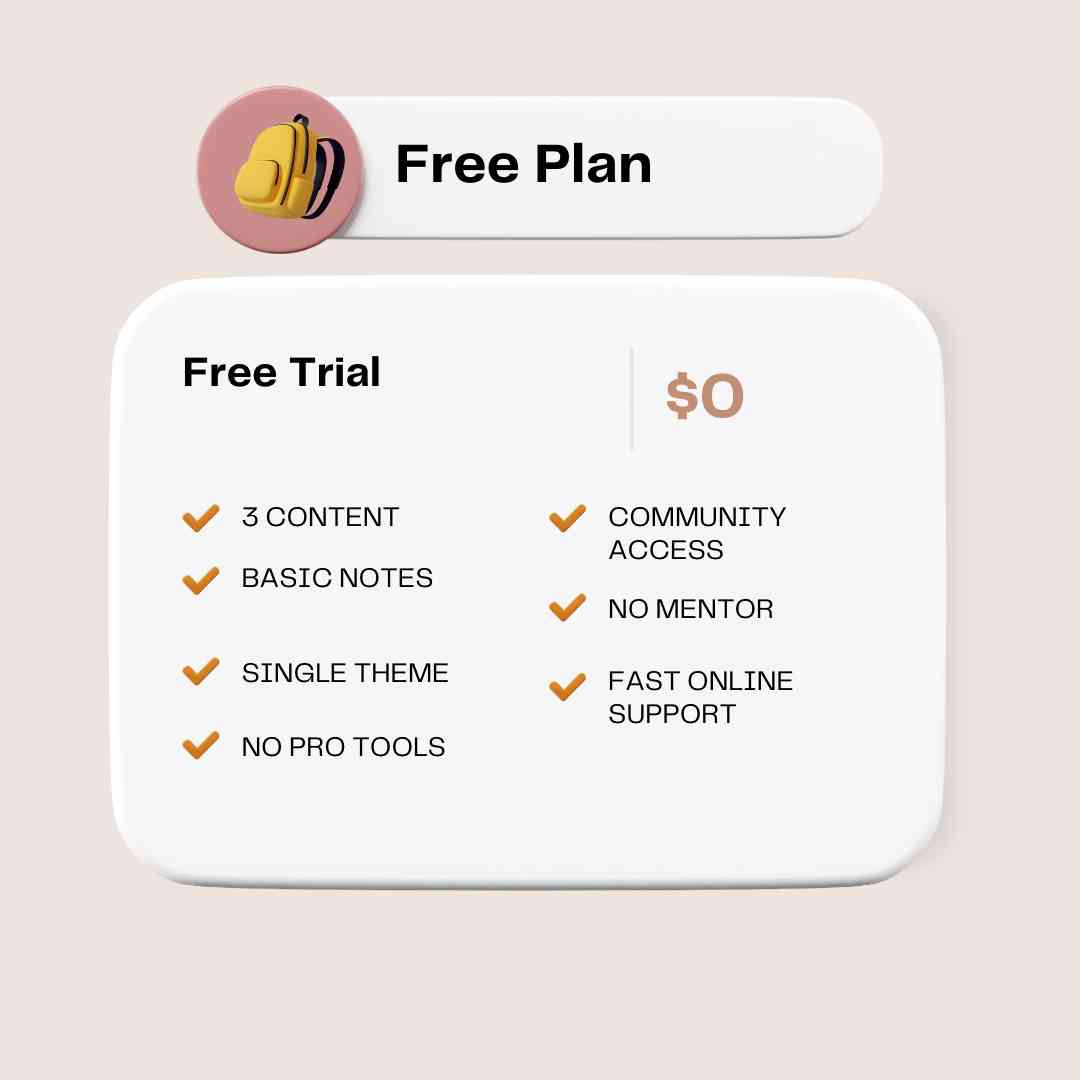 Free Plan
Free Trial
$0
3 CONTENT
BASIC NOTES
SINGLE THEME
NO PRO TOOLS
COMMUNITY
ACCESS
NO MENTOR
FAST ONLINE
SUPPORT